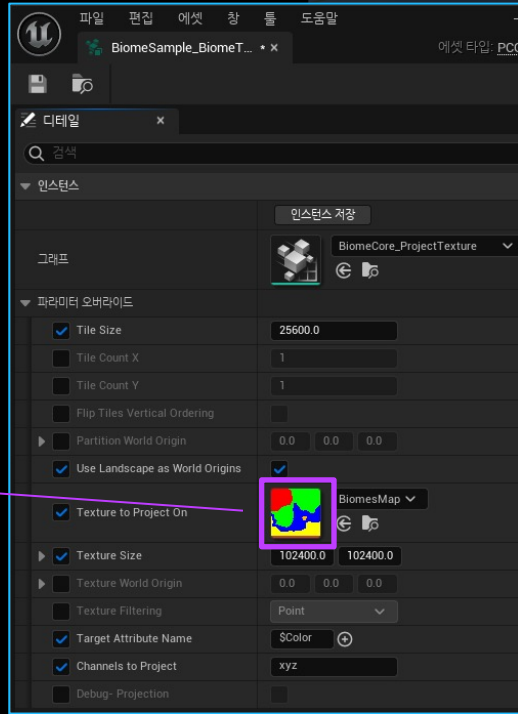 파일 편집 에셋 창 툴 도움말
BiomeSample_BiomeT... • × 에셋 타입: PCG
디테일 ×
검색
인스턴스
인스턴스 저장
그래프 BiomeCore_ProjectTexture
파라미터 오버라이드
Tile Size 25600.0
Tile Count X 1
Tile Count Y 1
Flip Tiles Vertical Ordering
Partition World Origin 0.0 0.0 0.0
Use Landscape as World Origins
Texture to Project On BiomesMap
Texture Size 102400.0 102400.0
Texture World Origin 0.0 0.0 0.0
Texture Filtering Point
Target Attribute Name $Color
Channels to Project xyz
Debug- Projection